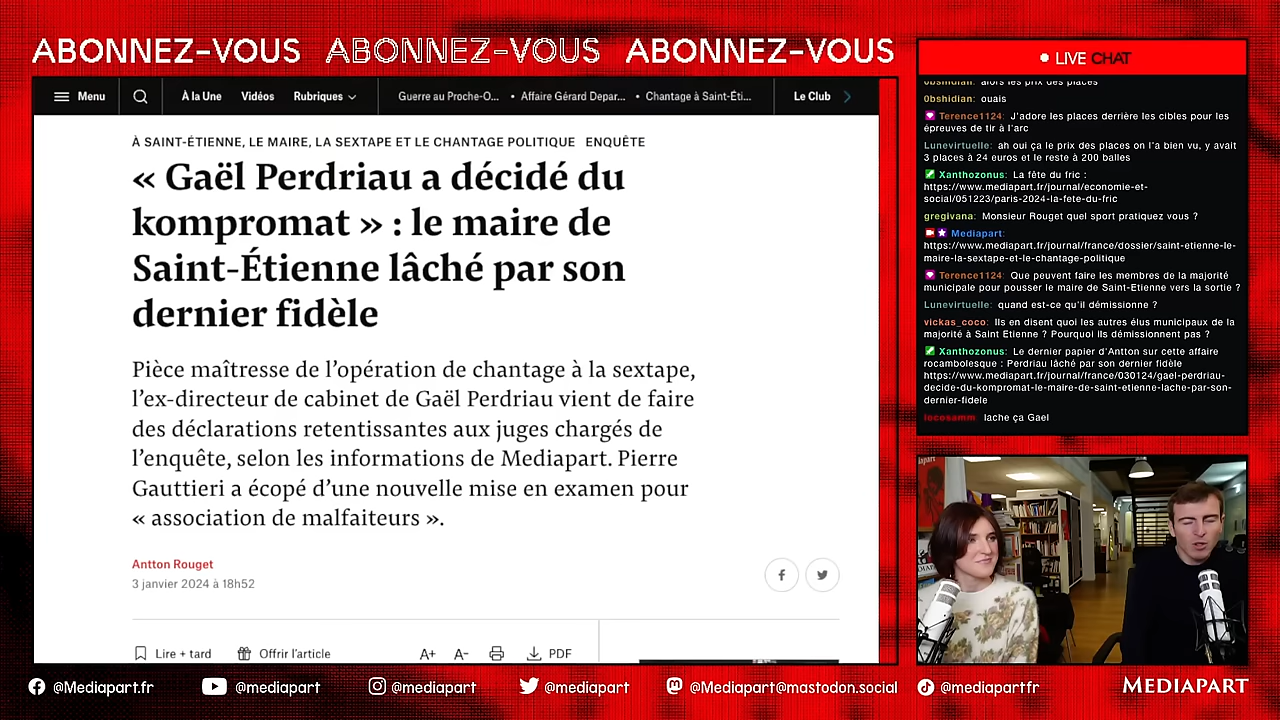 ABONNEZ-VOUS ABONNEZ-VOUS ABONNEZ-VOUS
Menu
À la Une Vidéos Rubriques
Guerre au Proche-O... • Affaire Gérard Depar... • Chantage à Saint-Éti...
Le Club
À SAINT-ÉTIENNE, LE MAIRE, LA SEXTAPE ET LE CHANTAGE POLITIQUE ENQUÊTE
« Gaël Perdriau a décidé du
kompromat » : le maire de
Saint-Étienne lâché par son
dernier fidèle
Pièce maîtresse de l’opération de chantage à la sextape,
l’ex-directeur de cabinet de Gaël Perdriau vient de faire
des déclarations retentissantes aux juges chargés de
l’enquête, selon les informations de Mediapart. Pierre
Gauttieri a écopé d’une nouvelle mise en examen pour
« association de malfaiteurs ».
Antton Rouget
3 janvier 2024 à 18h52
Lire + tard Offrir l’article A+ A- PDF
LIVE CHAT
0bshidian: alors les prix des places
0bshidian: ouais
Terence1124: J'adore les places derrière les cibles pour les
épreuves de tir à l'arc
Lunevirtuelle: ah oui ça le prix des places on l'a bien vu, y avait
3 places à 24 euros et le reste à 200 balles
Xanthozonus: La fête du fric :
https://www.mediapart.fr/journal/economie-et-
social/051223/paris-2024-la-fete-du-fric
gregivana: Monsieur Rouget quel sport pratiquez vous ?
Mediapart:
https://www.mediapart.fr/journal/france/dossier/saint-etienne-le-
maire-la-sextape-et-le-chantage-politique
Terence1124: Que peuvent faire les membres de la majorité
municipale pour pousser le maire de Saint-Etienne vers la sortie ?
Lunevirtuelle: quand est-ce qu'il démissionne ?
vickas_coco: Ils en disent quoi les autres élus municipaux de la
majorité à Saint Etienne ? Pourquoi ils démissionnent pas ?
Xanthozonus: Le dernier papier d'Antton sur cette affaire
rocambolesque : Perdriau lâché par son dernier fidèle
https://www.mediapart.fr/journal/france/030124/gael-perdriau-
decide-du-kompromat-le-maire-de-saint-etienne-lache-par-son-
dernier-fidele
lache ça Gael
@Mediapart.fr @mediapart @mediapart @mediapart @Mediapart@mastodon.social @mediapartfr
MEDIAPART